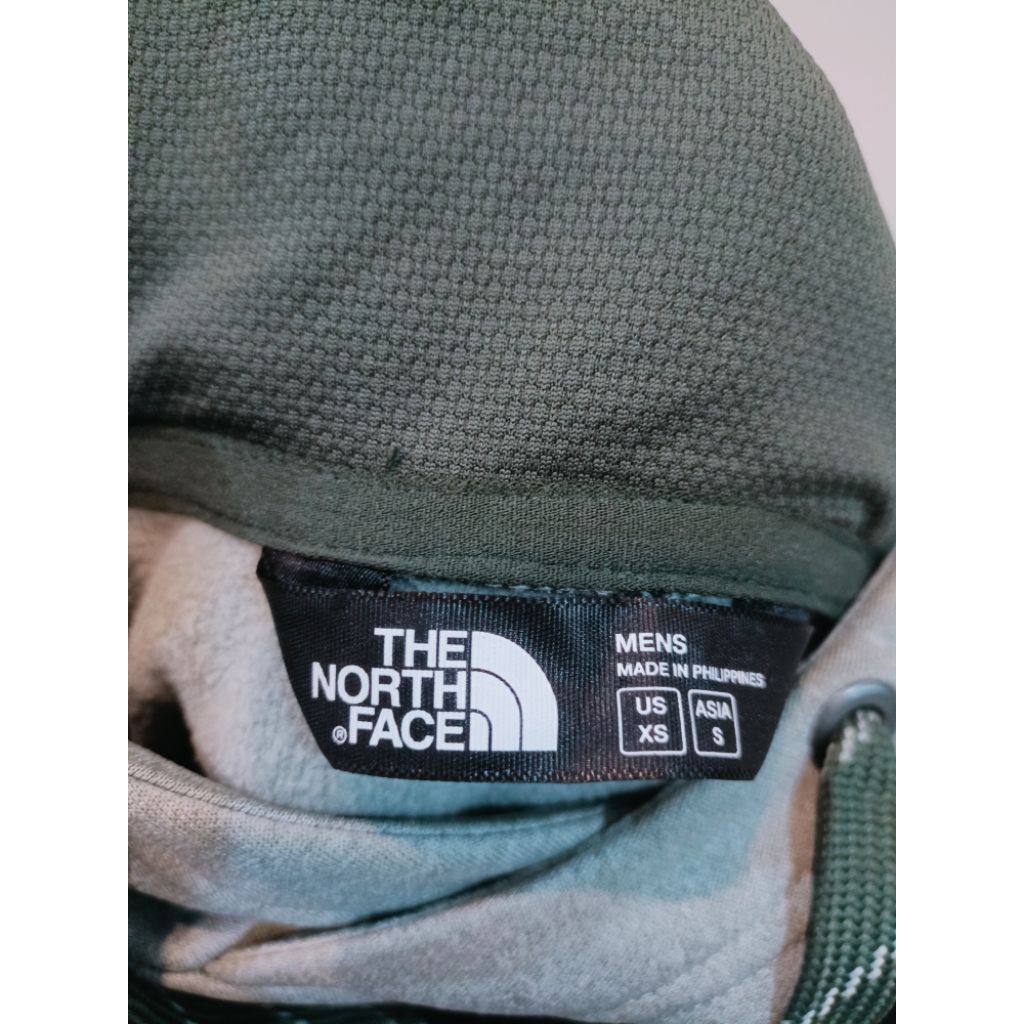 THE
NORTH
®FACE
MENS
MADE IN PHILIPPINES
US ASIA
XS S